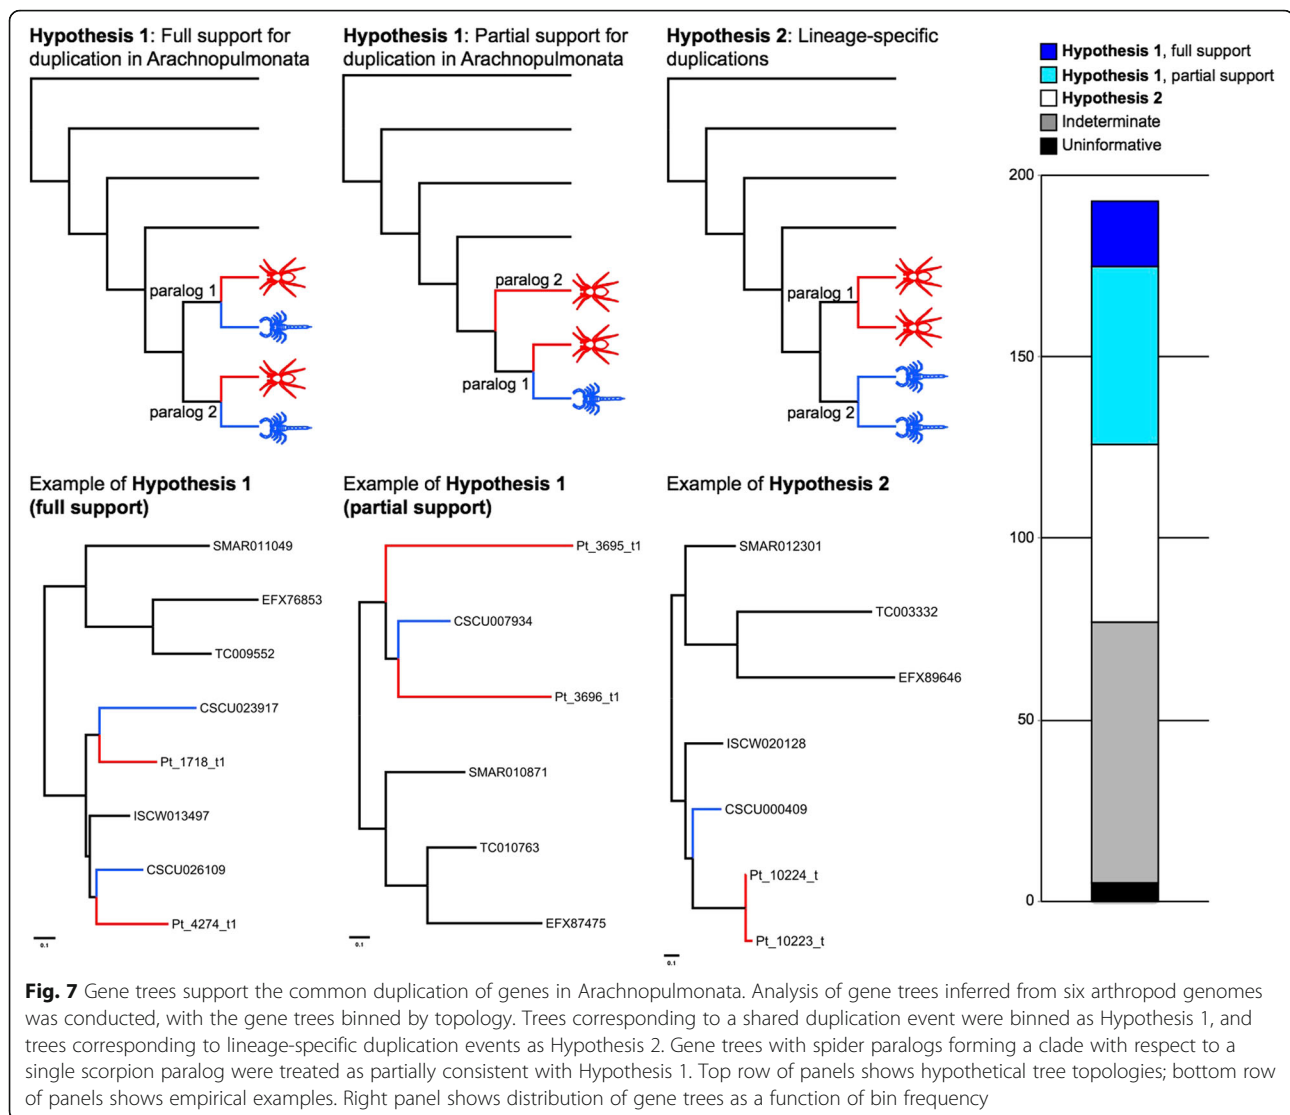 Hypothesis 1: Full support for
duplication in Arachnopulmonata
paralog 1
paralog 2
Hypothesis 1: Partial support for
duplication in Arachnopulmonata
paralog 2
paralog 1
Hypothesis 2: Lineage-specific
duplications
paralog 1
paralog 2
Hypothesis 1, full support
Hypothesis 1, partial support
Hypothesis 2
Indeterminate
Uninformative
200
150
100
50
0
Example of Hypothesis 1
(full support)
SMAR011049
EFX76853
TC009552
CSCU023917
Pt_1718_t1
ISCW013497
CSCU026109
Pt_4274_t1
0.1
Example of Hypothesis 1
(partial support)
Pt_3695_t1
CSCU007934
Pt_3696_t1
SMAR010871
TC010763
EFX87475
0.1
Example of Hypothesis 2
SMAR012301
TC003332
EFX89646
ISCW020128
CSCU000409
Pt_10224_t
Pt_10223_t
0.1
Fig. 7 Gene trees support the common duplication of genes in Arachnopulmonata. Analysis of gene trees inferred from six arthropod genomes
was conducted, with the gene trees binned by topology. Trees corresponding to a shared duplication event were binned as Hypothesis 1, and
trees corresponding to lineage-specific duplication events as Hypothesis 2. Gene trees with spider paralogs forming a clade with respect to a
single scorpion paralog were treated as partially consistent with Hypothesis 1. Top row of panels shows hypothetical tree topologies; bottom row
of panels shows empirical examples. Right panel shows distribution of gene trees as a function of bin frequency